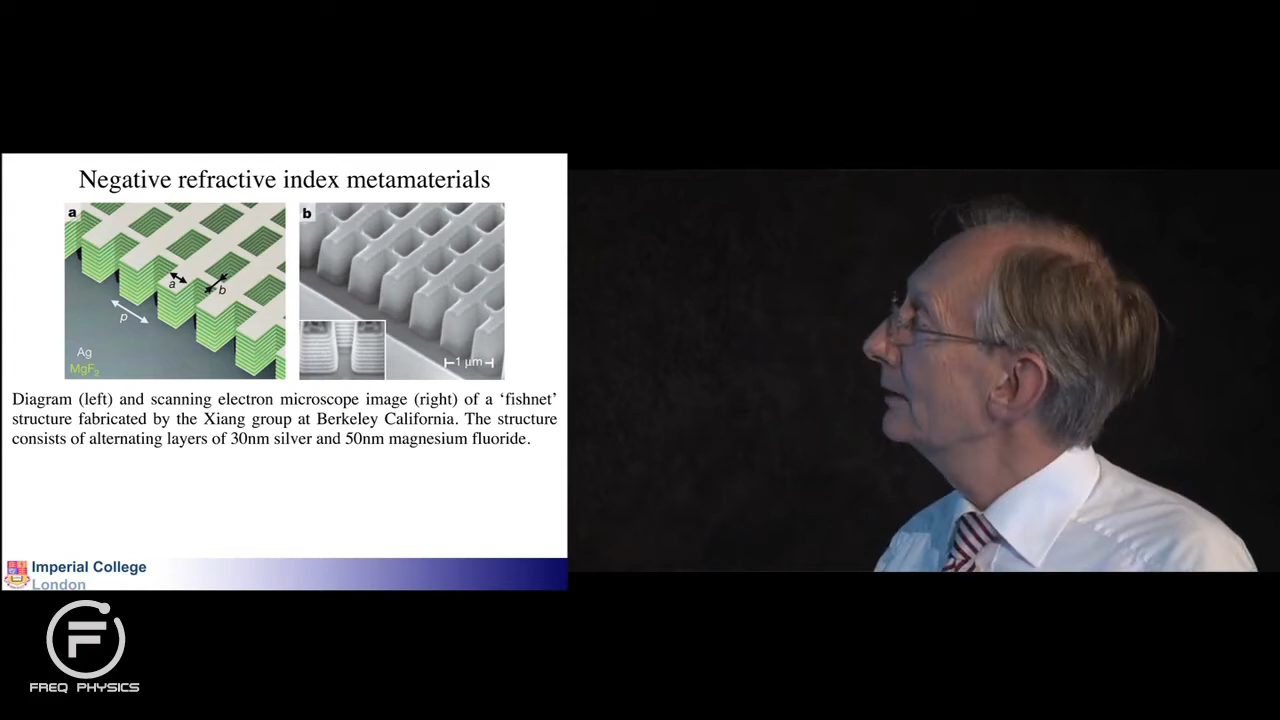 Negative refractive index metamaterials
a
b
a
b
p
Ag
MgF₂
1 μm
Diagram (left) and scanning electron microscope image (right) of a ‘fishnet’
structure fabricated by the Xiang group at Berkeley California. The structure
consists of alternating layers of 30nm silver and 50nm magnesium fluoride.
Imperial College
London
F
FREQ PHYSICS